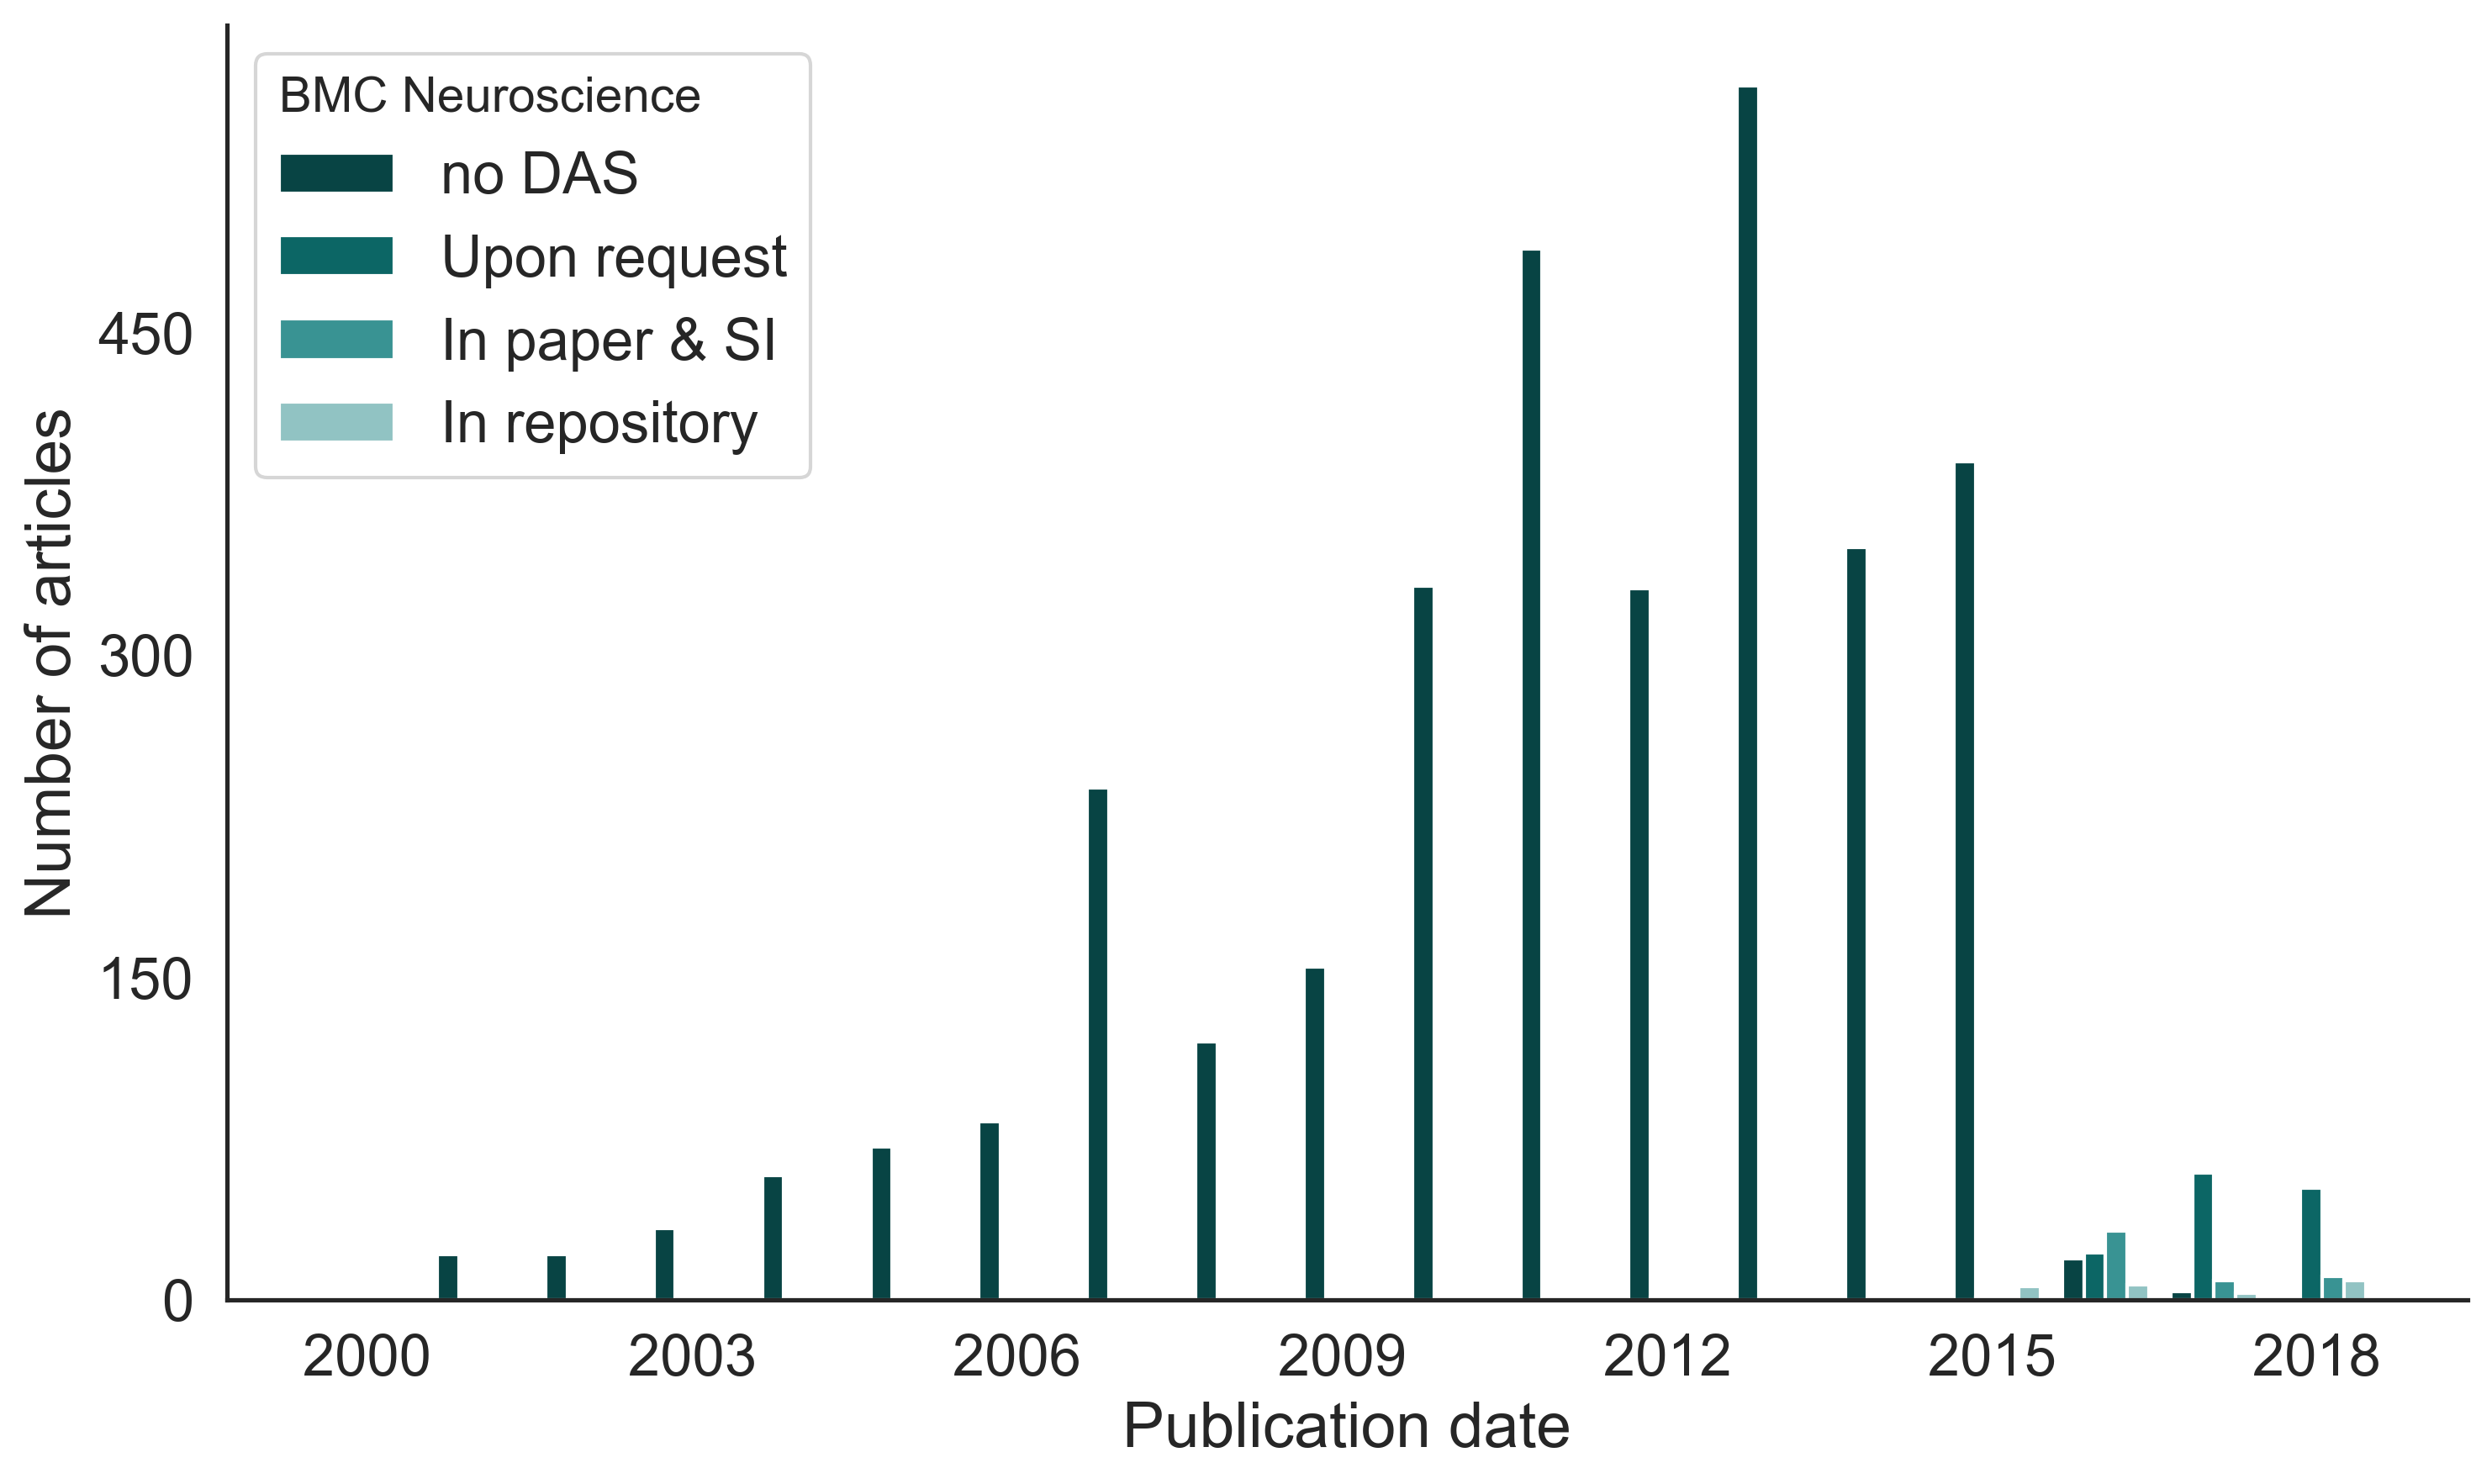 BMC Neuroscience
no DAS
Upon request
In paper & SI
In repository
Number of articles
450
300
150
0
2000 2003 2006 2009 2012 2015 2018
Publication date